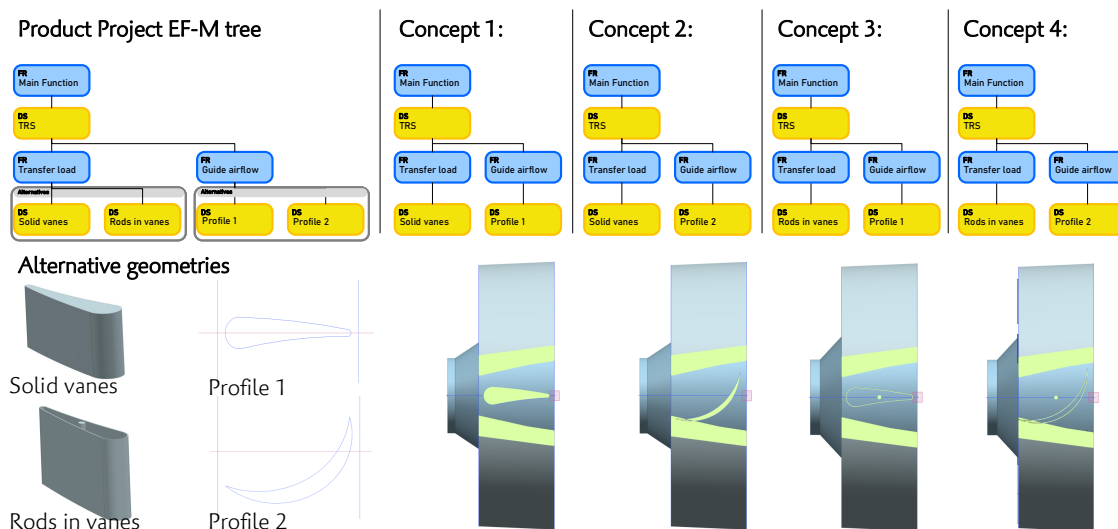 Product Project EF-M tree
FR
Main Function
DS
TRS
FR
Transfer load
FR
Guide airflow
Alternatives
DS
Solid vanes
DS
Rods in vanes
Alternatives
DS
Profile 1
DS
Profile 2
Concept 1:
FR
Main Function
DS
TRS
FR
Transfer load
FR
Guide airflow
DS
Solid vanes
DS
Profile 1
Concept 2:
FR
Main Function
DS
TRS
FR
Transfer load
FR
Guide airflow
DS
Solid vanes
DS
Profile 2
Concept 3:
FR
Main Function
DS
TRS
FR
Transfer load
FR
Guide airflow
DS
Rods in vanes
DS
Profile 1
Concept 4:
FR
Main Function
DS
TRS
FR
Transfer load
FR
Guide airflow
DS
Rods in vanes
DS
Profile 2
Alternative geometries
Solid vanes
Profile 1
Rods in vanes
Profile 2